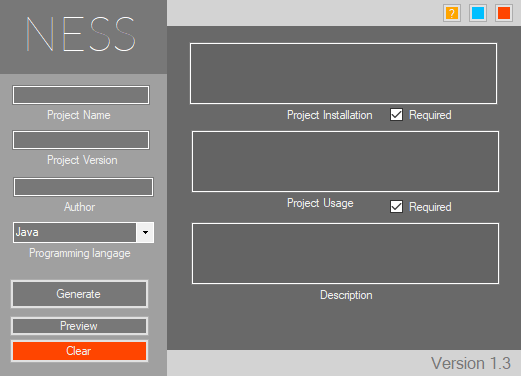 NESS
?
Project Name
Project Version
Author
Java
Programming langage
Generate
Preview
Clear
Project Installation
Required
Project Usage
Required
Description
Version 1.3